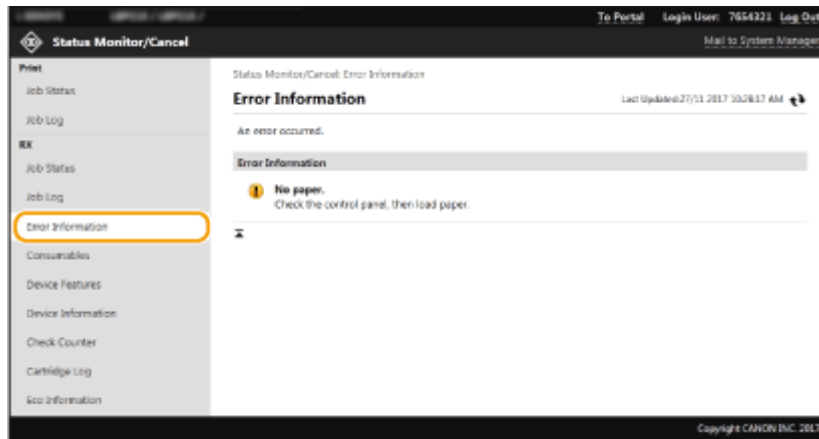 To Portal Login User: 7654321 Log Out
Status Monitor/Cancel
Mail to System Manager
Print
Job Status
Job Log
RX
Job Status
Job Log
Error Information
Consumables
Device Features
Device Information
Check Counter
Cartridge Log
Eco Information
Status Monitor/Cancel: Error Information
Error Information
Last Updated:27/11 2017 10:28:17 AM
An error occurred.
Error Information
No paper.
Check the control panel, then load paper.
Copyright CANON INC. 2017